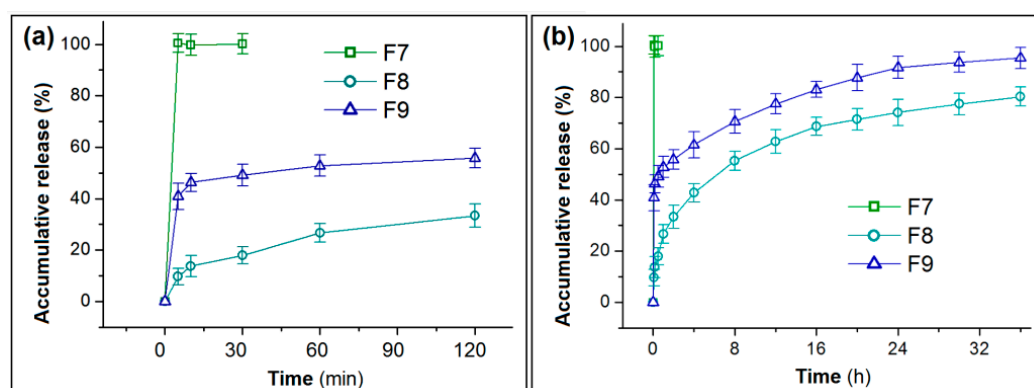 (a)
Accumulative release (%)
100
80
60
40
20
0
F7
F8
F9
0 30 60 90 120
Time (min)
(b)
Accumulative release (%)
100
80
60
40
20
0
F7
F8
F9
0 8 16 24 32
Time (h)